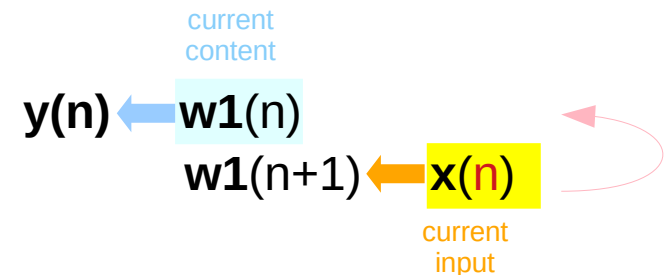 current
content
y(n) w1(n)
w1(n+1) x(n)
current
input